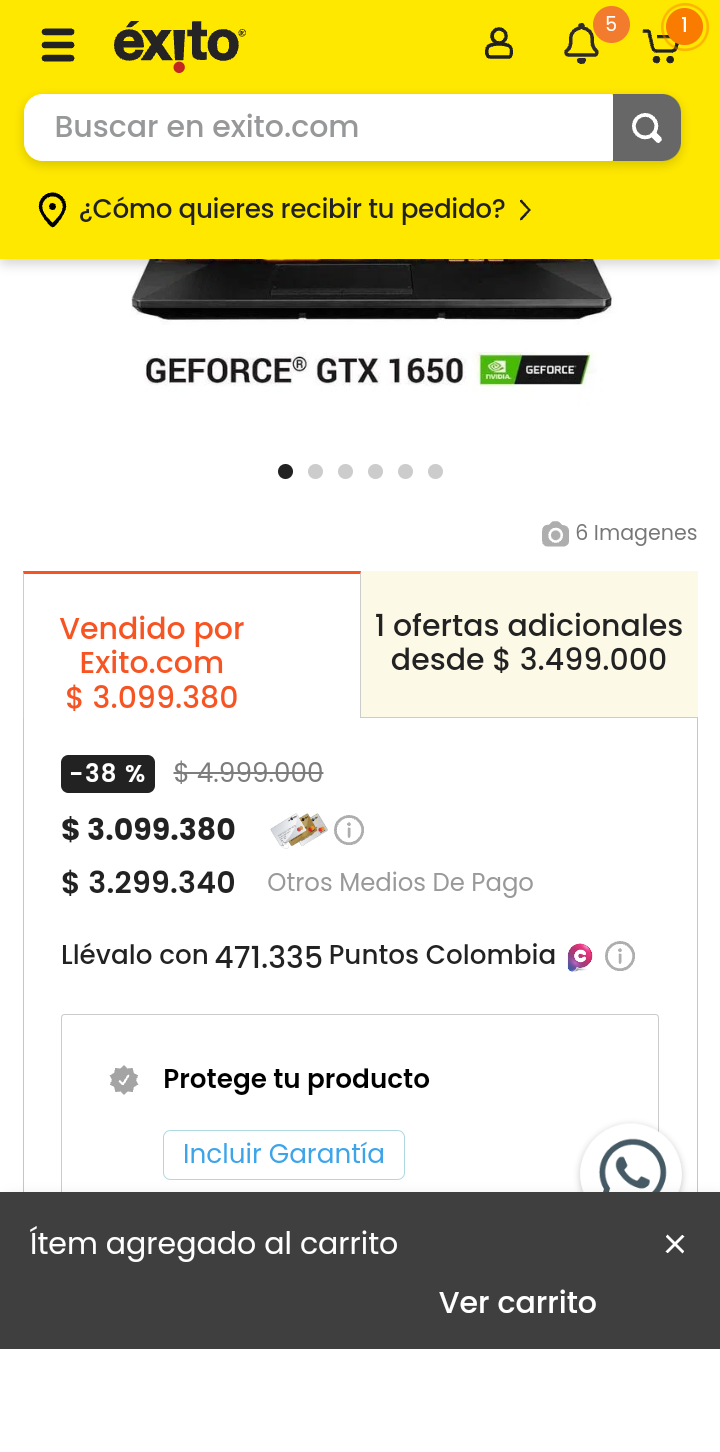 éxito®
5
1
Buscar en exito.com
¿Cómo quieres recibir tu pedido?
GEFORCE® GTX 1650
NVIDIA.
GEFORCE
6 Imagenes
Vendido por
Exito.com
$ 3.099.380
1 ofertas adicionales
desde $ 3.499.000
-38 %
$ 4.999.000
$ 3.099.380
$ 3.299.340
Otros Medios De Pago
Llévalo con 471.335 Puntos Colombia
Protege tu producto
Incluir Garantía
Ítem agregado al carrito
Ver carrito